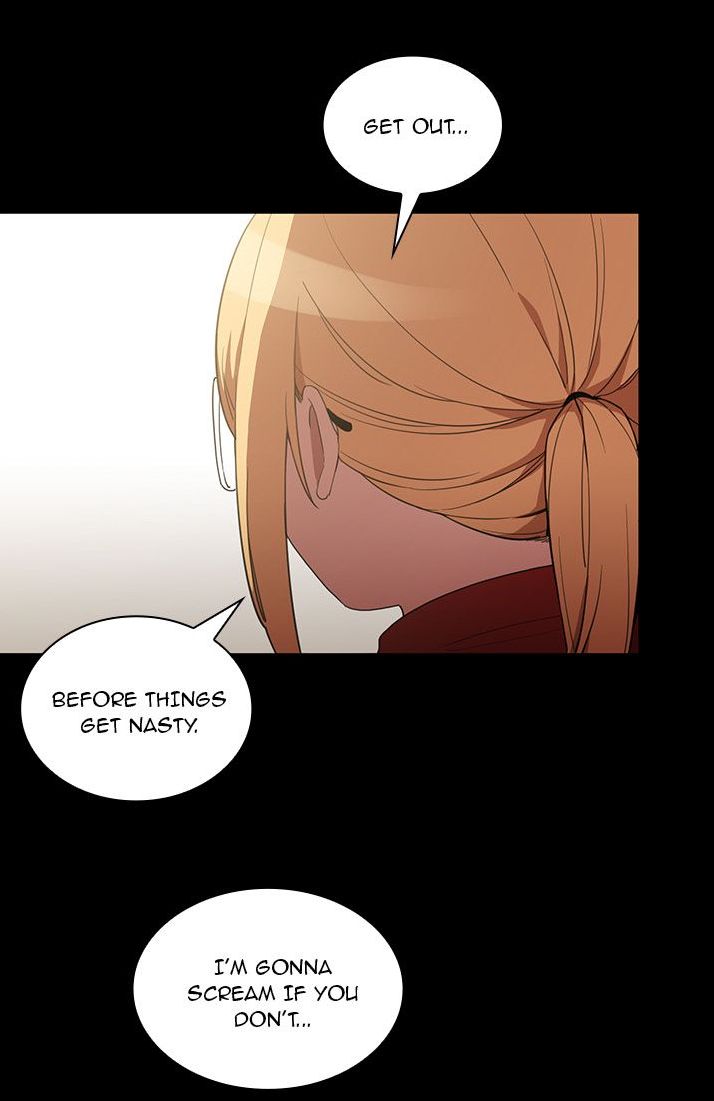 GET OUT...
BEFORE THINGS
GET NASTY.
I'M GONNA
SCREAM IF YOU
DON'T...